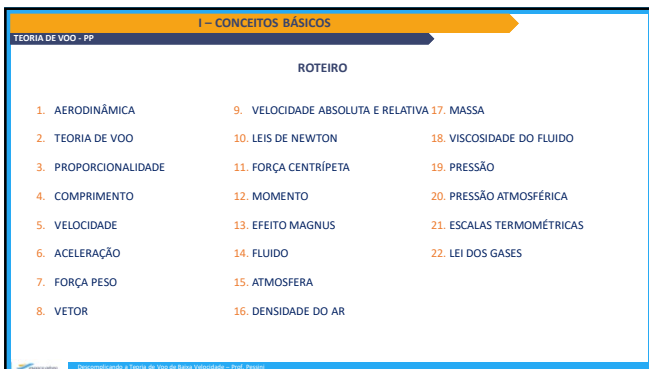 I – CONCEITOS BÁSICOS
TEORIA DE VOO - PP
ROTEIRO
1. AERODINÂMICA
2. TEORIA DE VOO
3. PROPORCIONALIDADE
4. COMPRIMENTO
5. VELOCIDADE
6. ACELERAÇÃO
7. FORÇA PESO
8. VETOR
9. VELOCIDADE ABSOLUTA E RELATIVA
10. LEIS DE NEWTON
11. FORÇA CENTRÍPETA
12. MOMENTO
13. EFEITO MAGNUS
14. FLUIDO
15. ATMOSFERA
16. DENSIDADE DO AR
17. MASSA
18. VISCOSIDADE DO FLUIDO
19. PRESSÃO
20. PRESSÃO ATMOSFÉRICA
21. ESCALAS TERMOMÉTRICAS
22. LEI DOS GASES
Descomplicando a Teoria de Voo de Baixa Velocidade – Prof. Pessini